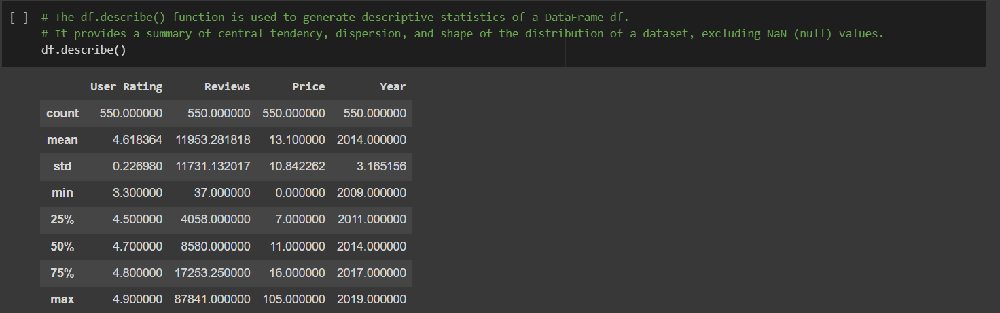 [ ] # The df.describe() function is used to generate descriptive statistics of a DataFrame df.
# It provides a summary of central tendency, dispersion, and shape of the distribution of a dataset, excluding NaN (null) values.
df.describe()
User Rating Reviews Price Year
count 550.000000 550.000000 550.000000 550.000000
mean 4.618364 11953.281818 13.100000 2014.000000
std 0.226980 11731.132017 10.842262 3.165156
min 3.300000 37.000000 0.000000 2009.000000
25% 4.500000 4058.000000 7.000000 2011.000000
50% 4.700000 8580.000000 11.000000 2014.000000
75% 4.800000 17253.250000 16.000000 2017.000000
max 4.900000 87841.000000 105.000000 2019.000000